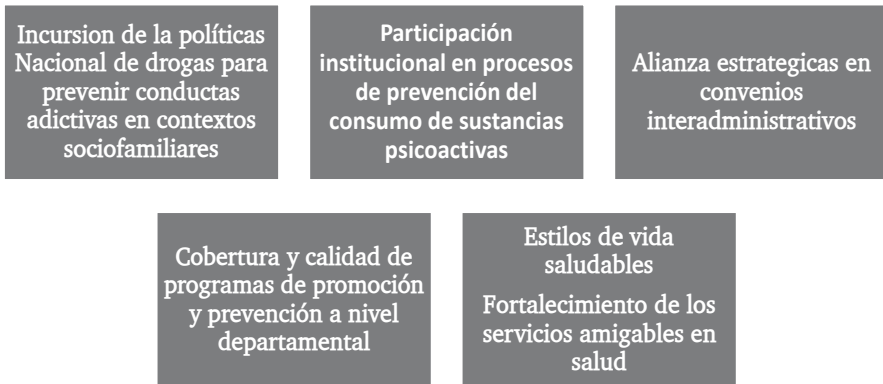 Incursion de la políticas
Nacional de drogas para
prevenir conductas
adictivas en contextos
sociofamiliares
Participación
institucional en procesos
de prevención del
consumo de sustancias
psicoactivas
Alianza estrategicas en
convenios
interadministrativos
Cobertura y calidad de
programas de promoción
y prevención a nivel
departamental
Estilos de vida
saludables
Fortalecimiento de los
servicios amigables en
salud